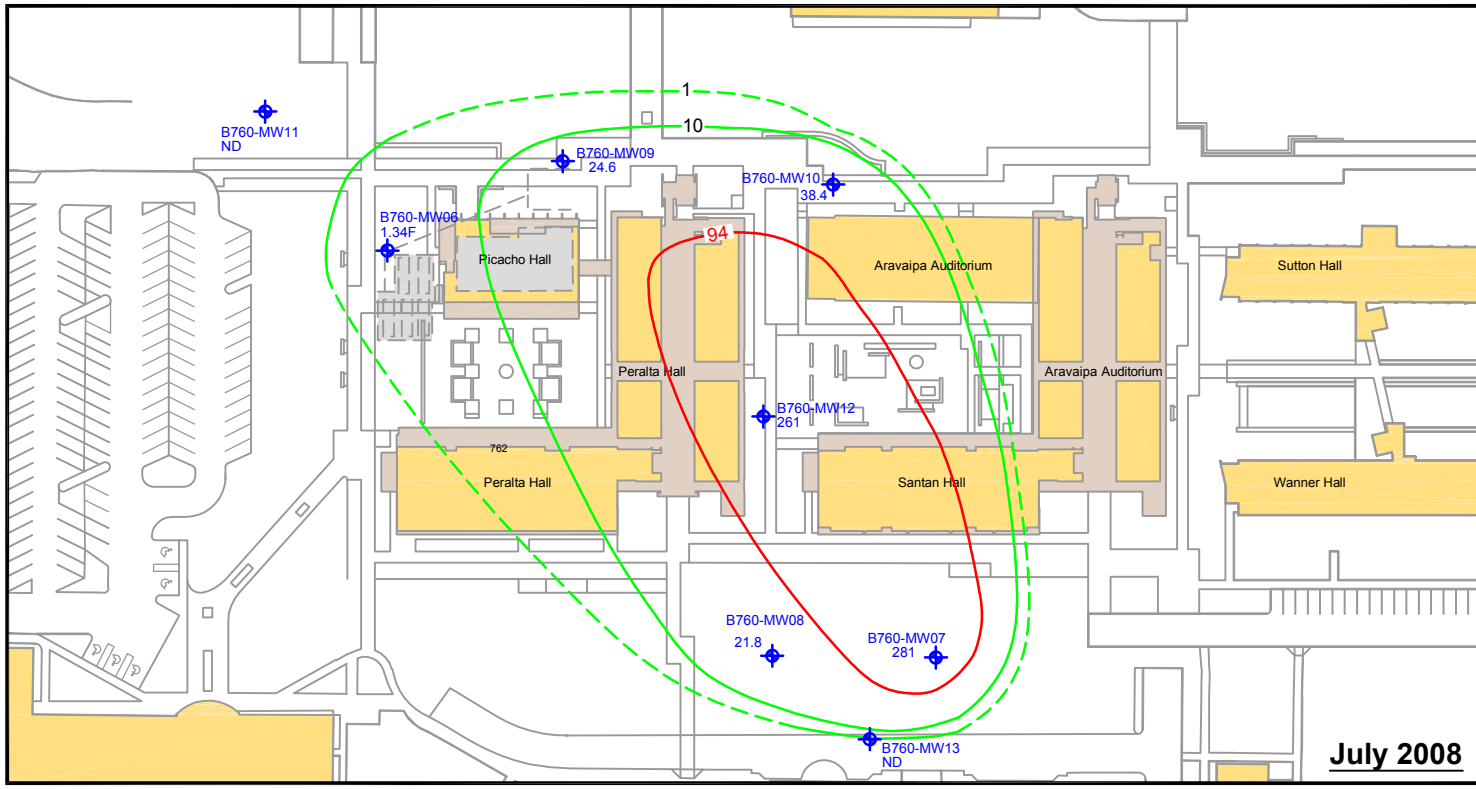 1
10
B760-MW11
ND
B760-MW09
24.6
B760-MW10
38.4
B760-MW06
1.34F
94
Picacho Hall
Aravaipa Auditorium
Sutton Hall
Peralta Hall
Aravaipa Auditorium
B760-MW12
261
762
Peralta Hall
Santan Hall
Wanner Hall
B760-MW08
21.8
B760-MW07
281
B760-MW13
ND
July 2008